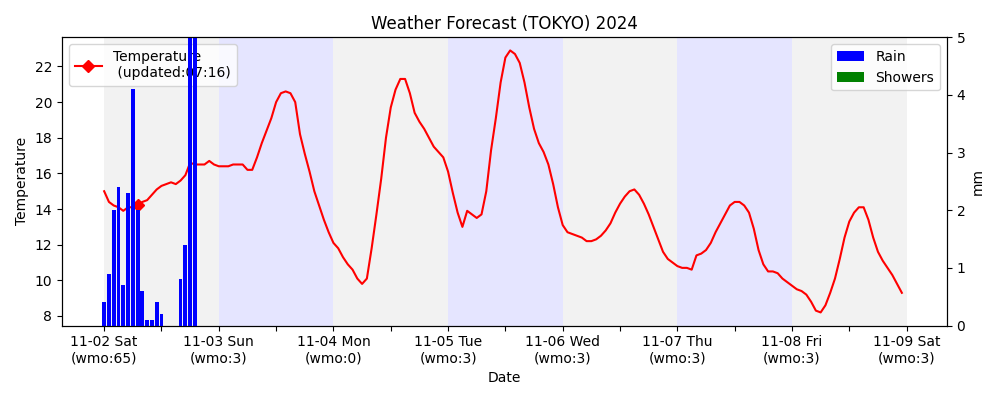 Weather Forecast (TOKYO) 2024
Temperature
(updated:07:16)
Rain
Showers
Temperature
22
20
18
16
14
12
10
8
5
4
3
2
1
0
mm
11-02 Sat 11-03 Sun 11-04 Mon 11-05 Tue 11-06 Wed 11-07 Thu 11-08 Fri 11-09 Sat
(wmo:65) (wmo:3) (wmo:0) (wmo:3) (wmo:3) (wmo:3) (wmo:3) (wmo:3)
Date